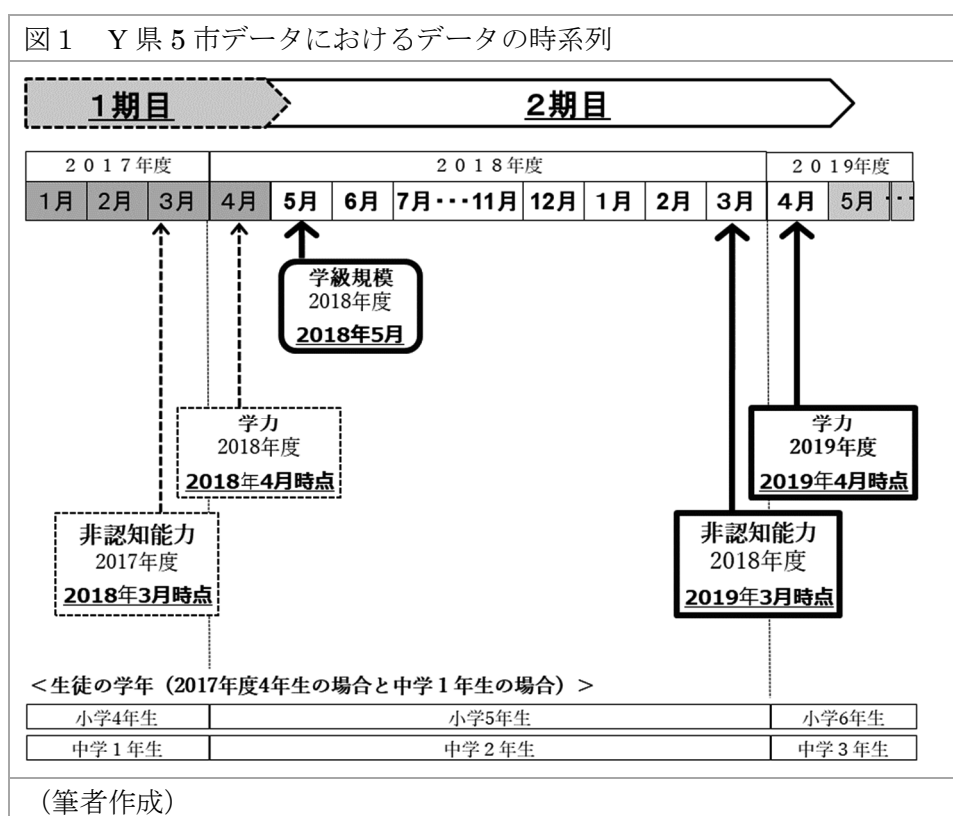 図1 Y県5市データにおけるデータの時系列
1期目 2期目
2017年度 2018年度 2019年度
1月 2月 3月 4月 5月 6月 7月・・・11月 12月 1月 2月 3月 4月 5月 ・・・
学級規模
2018年度
2018年5月
学力
2018年度
2018年4月時点
学力
2019年度
2019年4月時点
非認知能力
2017年度
2018年3月時点
非認知能力
2018年度
2019年3月時点
<生徒の学年（2017年度4年生の場合と中学1年生の場合）>
小学4年生 小学5年生 小学6年生
中学1年生 中学2年生 中学3年生
（筆者作成）